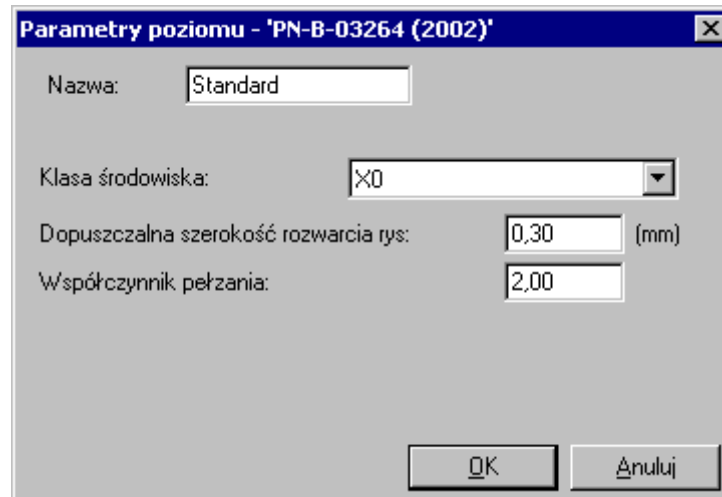 Parametry poziomu - 'PN-B-03264 (2002)'
Nazwa: Standard
Klasa środowiska: X0
Dopuszczalna szerokość rozwarcia rys: 0,30 (mm)
Współczynnik pełzania: 2,00
OK Anuluj